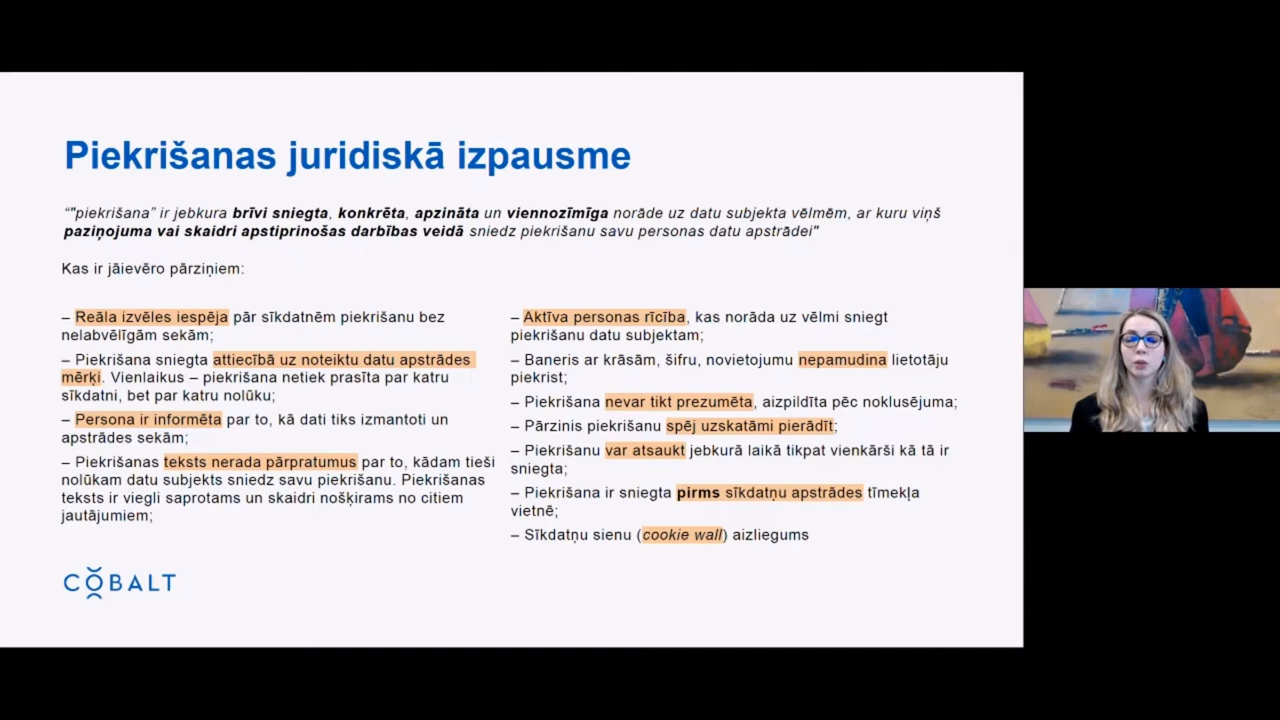 Piekrišanas juridiskā izpausme
“"piekrišana” ir jebkura brīvi sniegta, konkrēta, apzināta un viennozīmīga norāde uz datu subjekta vēlmēm, ar kuru viņš
paziņojuma vai skaidri apstiprinošas darbības veidā sniedz piekrišanu savu personas datu apstrādei"
Kas ir jāievēro pārziņiem:
– Reāla izvēles iespēja pār sīkdatnēm piekrišanu bez
nelabvēlīgām sekām;
– Piekrišana sniegta attiecībā uz noteiktu datu apstrādes
mērķi. Vienlaikus – piekrišana netiek prasīta par katru
sīkdatni, bet par katru nolūku;
– Persona ir informēta par to, kā dati tiks izmantoti un
apstrādes sekām;
– Piekrišanas teksts nerada pārpratumus par to, kādam tieši
nolūkam datu subjekts sniedz savu piekrišanu. Piekrišanas
teksts ir viegli saprotams un skaidri nošķirams no citiem
jautājumiem;
– Aktīva personas rīcība, kas norāda uz vēlmi sniegt
piekrišanu datu subjektam;
– Baneris ar krāsām, šifru, novietojumu nepamudina lietotāju
piekrist;
– Piekrišana nevar tikt prezumēta, aizpildīta pēc noklusējuma;
– Pārzinis piekrišanu spēj uzskatāmi pierādīt;
– Piekrišanu var atsaukt jebkurā laikā tikpat vienkārši kā tā ir
sniegta;
– Piekrišana ir sniegta pirms sīkdatņu apstrādes tīmekļa
vietnē;
– Sīkdatņu sienu (cookie wall) aizliegums
COBALT